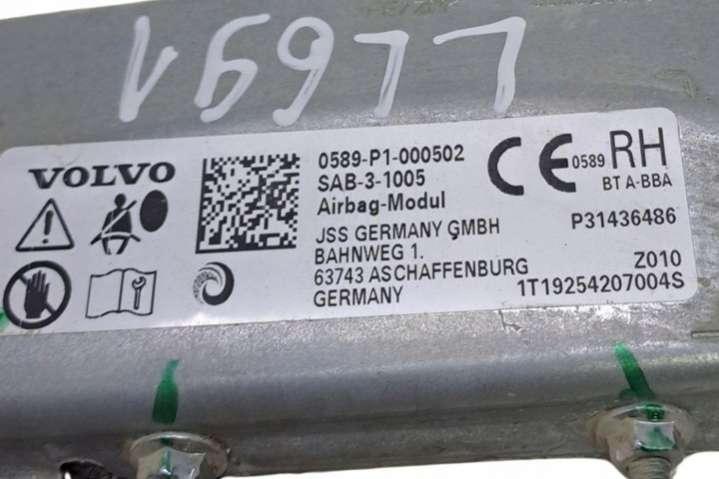 VOLVO
0589-P1-000502
SAB-3-1005
Airbag-Modul
JSS GERMANY GMBH
BAHNWEG 1.
63743 ASCHAFFENBURG
GERMANY
CE 0589 RH
BT A-BBA
P31436486
Z010
1T19254207004S